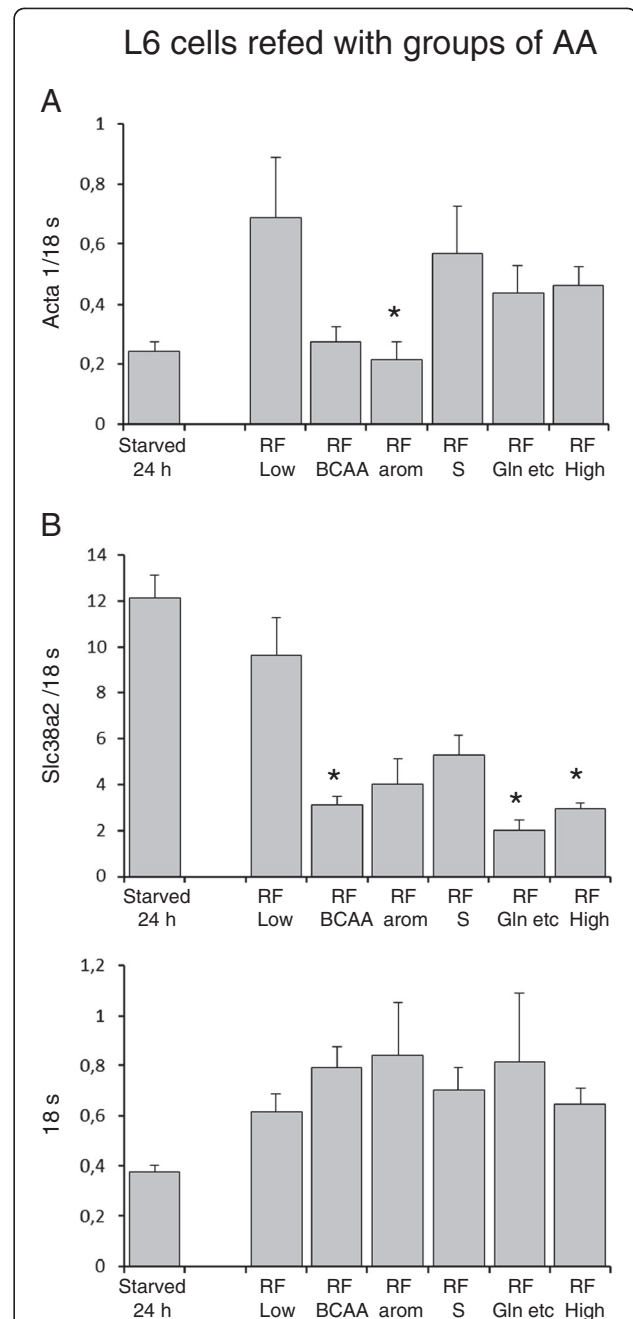 L6 cells refed with groups of AA
A
Acta 1/18 s
1
0,8
0,6
0,4
0,2
0
Starved RF RF RF RF RF RF
24 h Low BCAA arom S Gln etc High
*
B
Slc38a2 /18 s
14
12
10
8
6
4
2
0
* * *
Starved RF RF RF RF RF RF
24 h Low BCAA arom S Gln etc High
18 s
1,2
1
0,8
0,6
0,4
0,2
0
Starved RF RF RF RF RF RF
24 h Low BCAA arom S Gln etc High